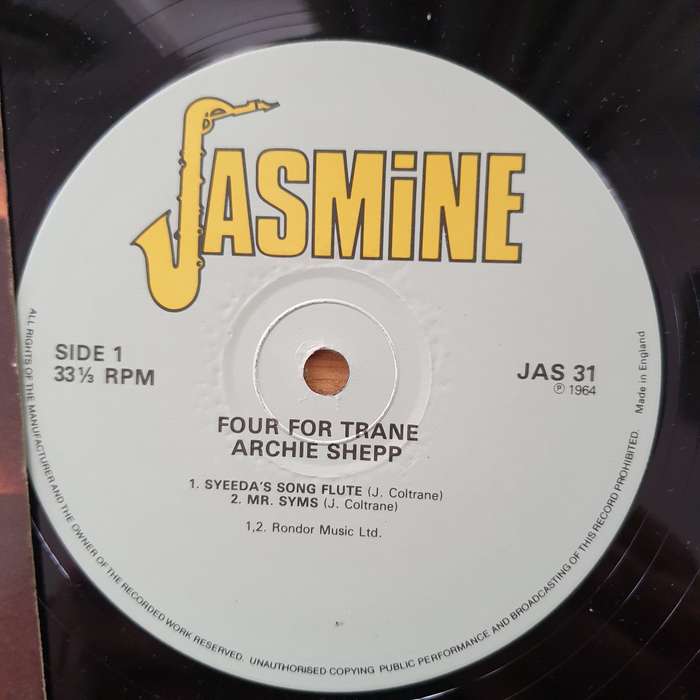 JASMiNE
SIDE 1
33⅓ RPM
JAS 31
℗ 1964
FOUR FOR TRANE
ARCHIE SHEPP
1. SYEEDA'S SONG FLUTE (J. Coltrane)
2. MR. SYMS (J. Coltrane)
1,2. Rondor Music Ltd.
ALL RIGHTS OF THE MANUFACTURER AND THE OWNER OF THE RECORDED WORK RESERVED. UNAUTHORISED COPYING PUBLIC PERFORMANCE AND BROADCASTING OF THIS RECORD PROHIBITED. Made in England